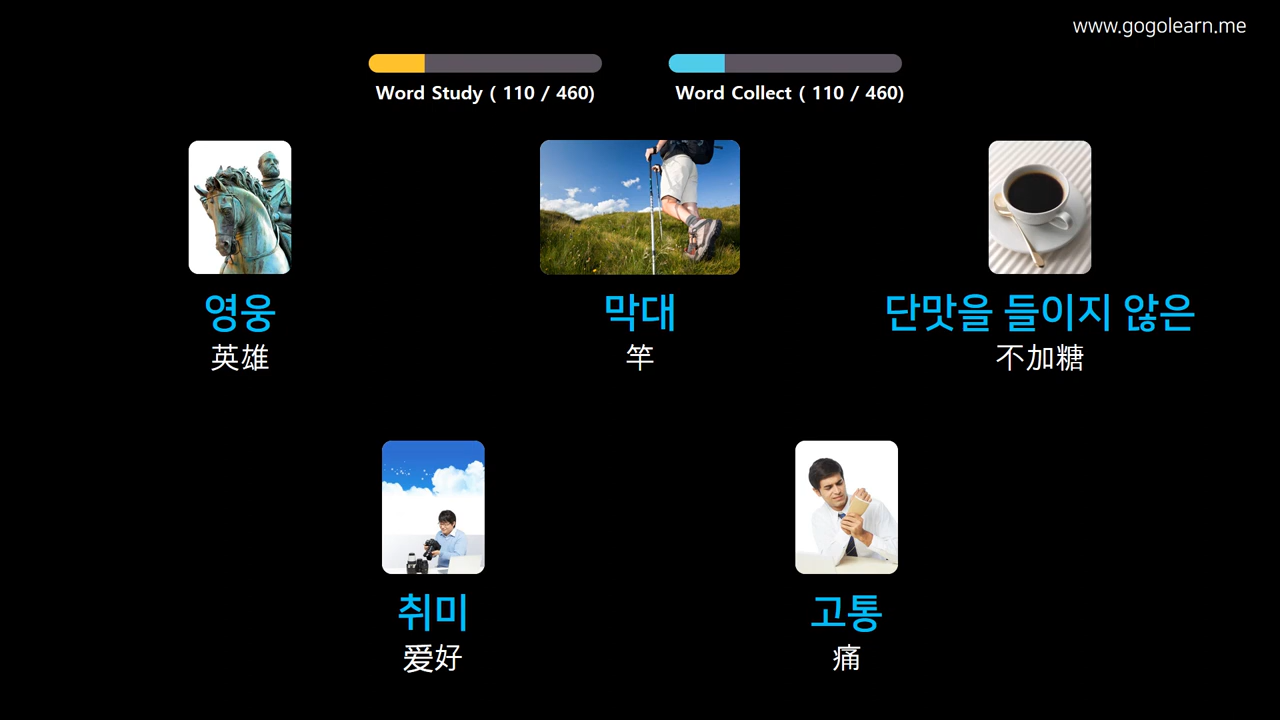 www.gogolearn.me
Word Study ( 110 / 460)
Word Collect ( 110 / 460)
영웅
英雄
막대
竿
단맛을 들이지 않은
不加糖
취미
爱好
고통
痛